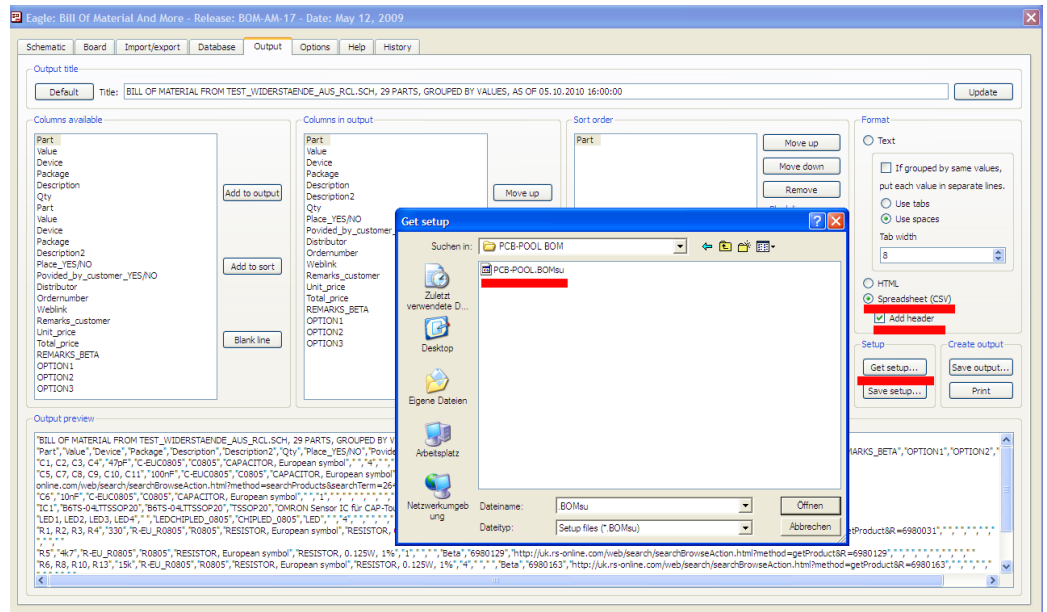 Eagle: Bill Of Material And More - Release: BOM-AM-17 - Date: May 12, 2009
Schematic Board Import/export Database Output Options Help History
Output title
Default Title: BILL OF MATERIAL FROM TEST_WIDERSTAENDE_AUS_RCL.SCH, 29 PARTS, GROUPED BY VALUES, AS OF 05.10.2010 16:00:00 Update
Columns available
Part
Value
Device
Package
Description
Qty
Part
Value
Device
Package
Description2
Place_YES/NO
Povided_by_customer_YES/NO
Distributor
Ordernumber
Weblink
Remarks_customer
Unit_price
Total_price
REMARKS_BETA
OPTION1
OPTION2
OPTION3
Add to output
Add to sort
Blank line
Columns in output
Part
Value
Device
Package
Description
Description2
Qty
Place_YES/NO
Povided_by_customer_
Distributor
Ordernumber
Weblink
Remarks_customer
Unit_price
Total_price
REMARKS_BETA
OPTION1
OPTION2
OPTION3
Move up
Sort order
Part
Move up
Move down
Remove
Format
Text
If grouped by same values,
put each value in separate lines.
Use tabs
Use spaces
Tab width
8
HTML
Spreadsheet (CSV)
Add header
Setup
Get setup...
Save setup...
Create output
Save output...
Print
Get setup
Suchen in: PCB-POOL BOM
PCB-POOL.BOMsu
Zuletzt
verwendete D...
Desktop
Eigene Dateien
Arbeitsplatz
Netzwerkumgeb
ung
Dateiname: BOMsu Öffnen
Dateityp: Setup files (*.BOMsu) Abbrechen
Output preview
"BILL OF MATERIAL FROM TEST_WIDERSTAENDE_AUS_RCL.SCH, 29 PARTS, GROUPED BY V
"Part","Value","Device","Package","Description","Description2","Qty","Place_YES/NO","Povide ARKS_BETA","OPTION1","OPTION2","
"C1, C2, C3, C4","47pF","C-EUC0805","C0805","CAPACITOR, European symbol"," ","4"," ","
"C5, C7, C8, C9, C10, C11","100nF","C-EUC0805","C0805","CAPACITOR, European symbol"
online.com/web/search/searchBrowseAction.html?method=searchProducts&searchTerm=264
"C6","10nF","C-EUC0805","C0805","CAPACITOR, European symbol"," ","1"," "," "," "," "
"IC1","B6TS-04LTTSSOP20","B6TS-04LTTSSOP20","TSSOP20","OMRON Sensor IC für CAP-Tou
"LED1, LED2, LED3, LED4"," ","LEDCHIPLED_0805","CHIPLED_0805","LED"," ","4"," "," "," "
"R1, R2, R3, R4","330","R-EU_R0805","R0805","RESISTOR, European symbol","RESISTOR, etProduct&R=6980031"," "," "," "," "," "
"R5","4k7","R-EU_R0805","R0805","RESISTOR, European symbol","RESISTOR, 0.125W, 1%","1"," "," ","Beta","6980129","http://uk.rs-online.com/web/search/searchBrowseAction.html?method=getProduct&R=6980129"," "," "," "," "," "," "
"R6, R8, R10, R13","15k","R-EU_R0805","R0805","RESISTOR, European symbol","RESISTOR, 0.125W, 1%","4"," "," ","Beta","6980163","http://uk.rs-online.com/web/search/searchBrowseAction.html?method=getProduct&R=6980163"," "," "," "," "," "